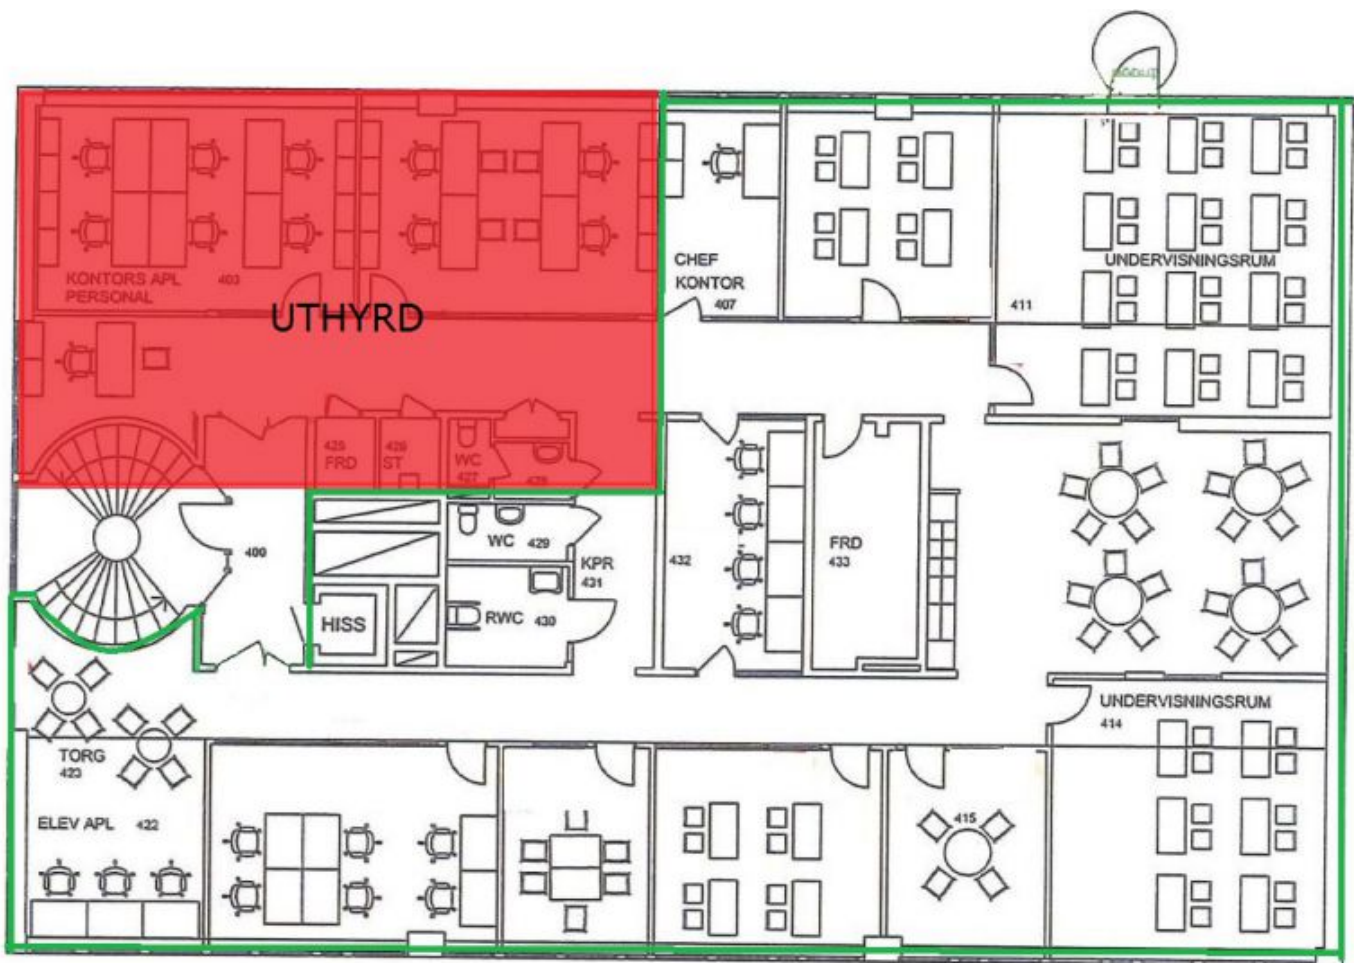 KONTORS APL 403
PERSONAL
UTHYRD
CHEF
KONTOR
407
UNDERVISNINGSRUM
411
425
FRD
426
ST
WC
427
WC 429
KPR
431
RWC 430
HISS
400
432
FRD
433
UNDERVISNINGSRUM
414
TORG
423
ELEV APL 422
415